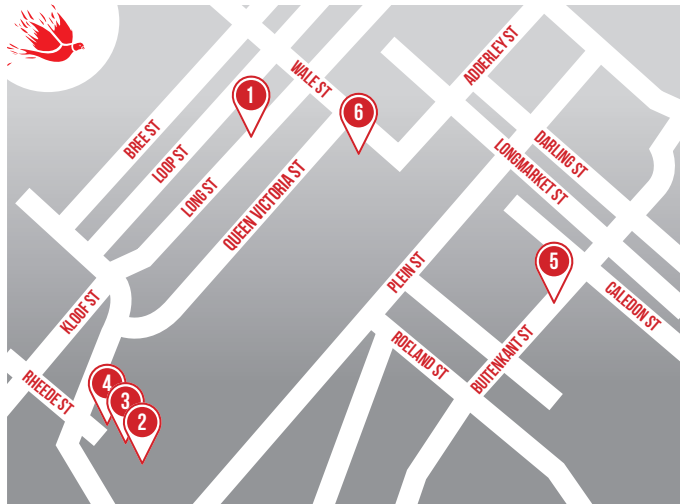 ADDERLEY ST
WALE ST
1
6
BREE ST
LOOP ST
DARLING ST
LONGMARKET ST
LONG ST
QUEEN VICTORIA ST
5
PLEIN ST
CALEDON ST
KLOOF ST
ROELAND ST
BUITENKANT ST
RHEEDE ST
4
3
2